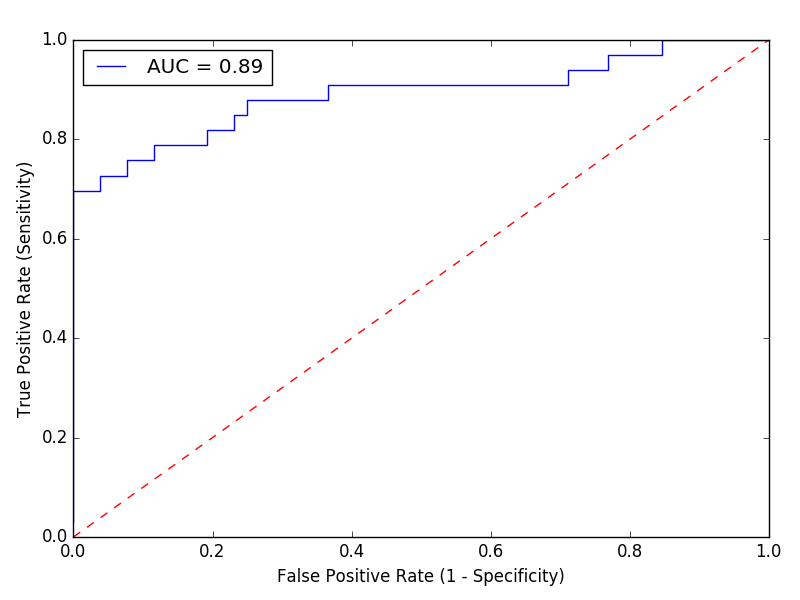 AUC = 0.89
1.0
0.8
0.6
0.4
0.2
0.0
True Positive Rate (Sensitivity)
0.0 0.2 0.4 0.6 0.8 1.0
False Positive Rate (1 - Specificity)